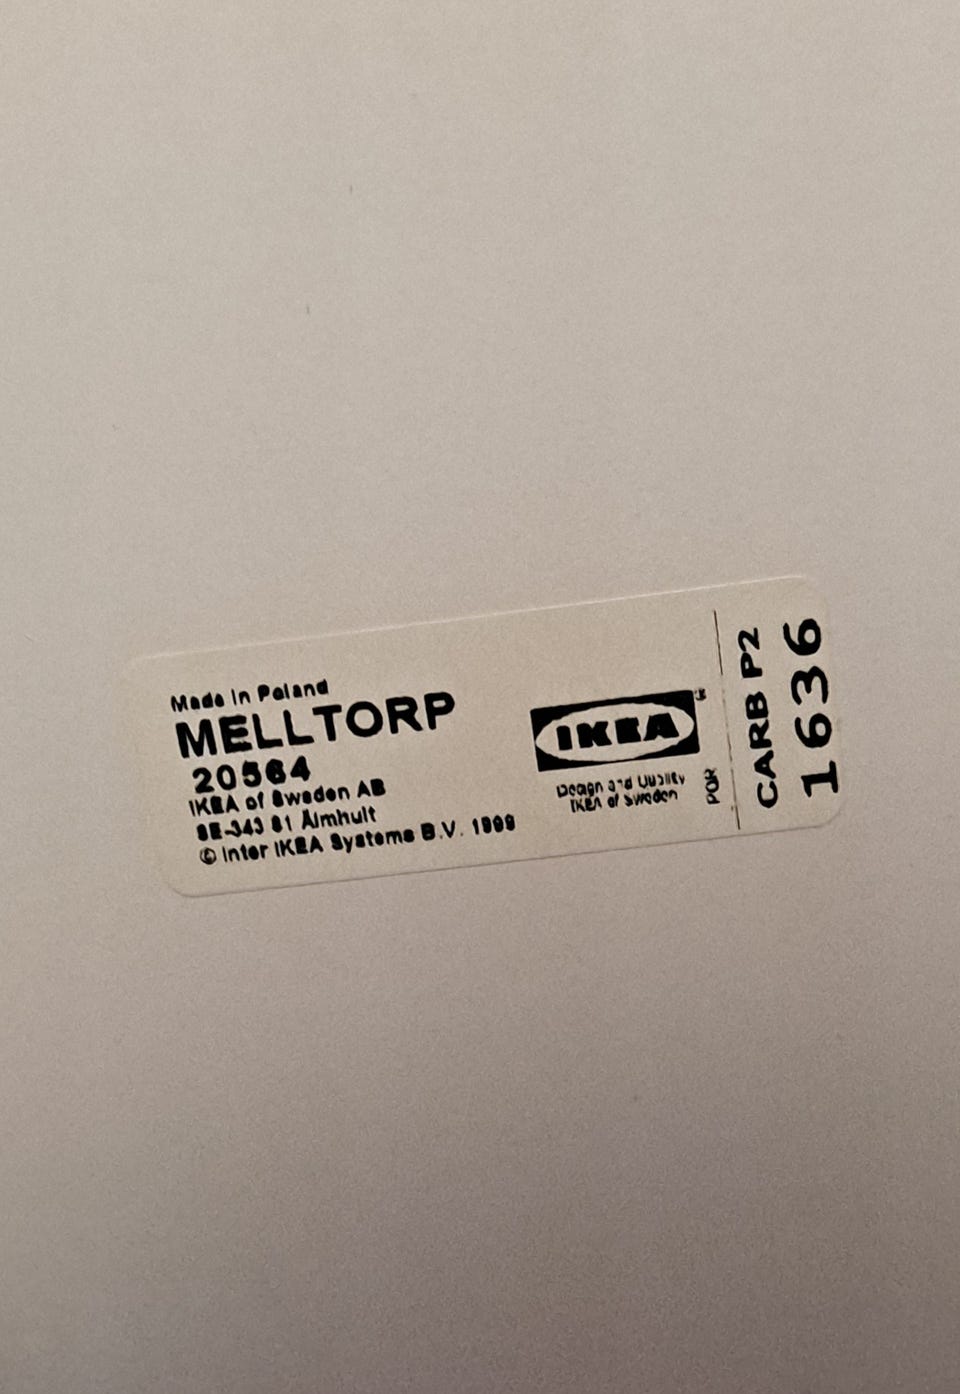 Made in Poland
MELLTORP
20564
IKEA of Sweden AB
SE-343 81 Älmhult
© Inter IKEA Systems B.V. 1999
IKEA
Design and Quality
IKEA of Sweden
PQR
CARB P2
1636